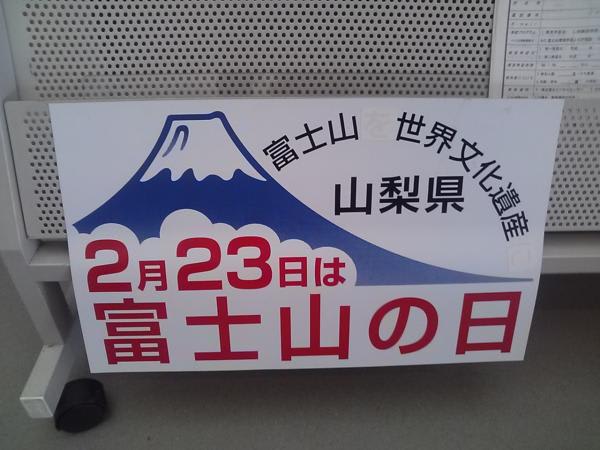 富士山 世界文化遺産
山梨県
2月23日は
富士山の日